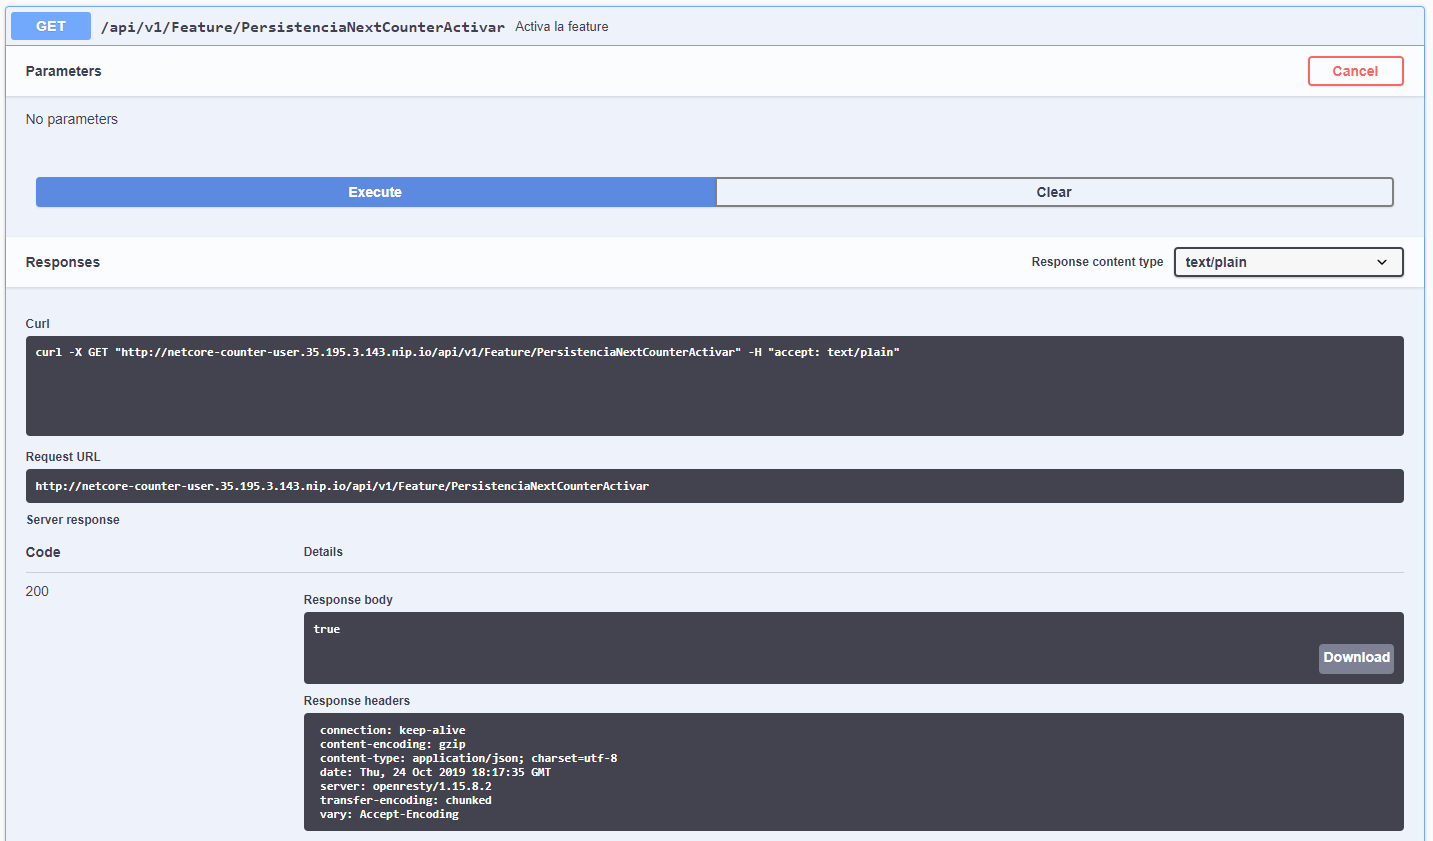 GET /api/v1/Feature/PersistenciaNextCounterActivar Activa la feature
Parameters Cancel
No parameters
Execute Clear
Responses Response content type text/plain
Curl
curl -X GET "http://netcore-counter-user.35.195.3.143.nip.io/api/v1/Feature/PersistenciaNextCounterActivar" -H "accept: text/plain"
Request URL
http://netcore-counter-user.35.195.3.143.nip.io/api/v1/Feature/PersistenciaNextCounterActivar
Server response
Code Details
200
Response body
true
Download
Response headers
connection: keep-alive
content-encoding: gzip
content-type: application/json; charset=utf-8
date: Thu, 24 Oct 2019 18:17:35 GMT
server: openresty/1.15.8.2
transfer-encoding: chunked
vary: Accept-Encoding